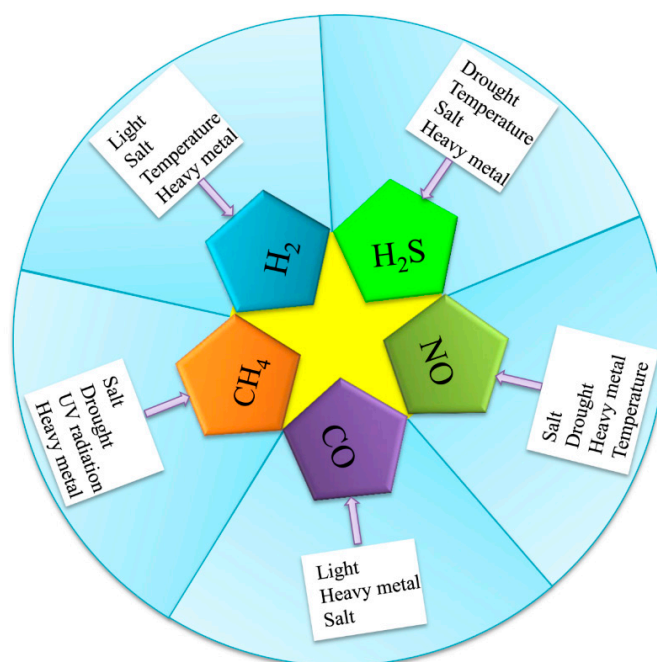 Light
Salt
Temperature
Heavy metal
H₂
Drought
Temperature
Salt
Heavy metal
H₂S
Salt
Drought
UV radiation
Heavy metal
CH₄
NO
Salt
Drought
Heavy metal
Temperature
CO
Light
Heavy metal
Salt